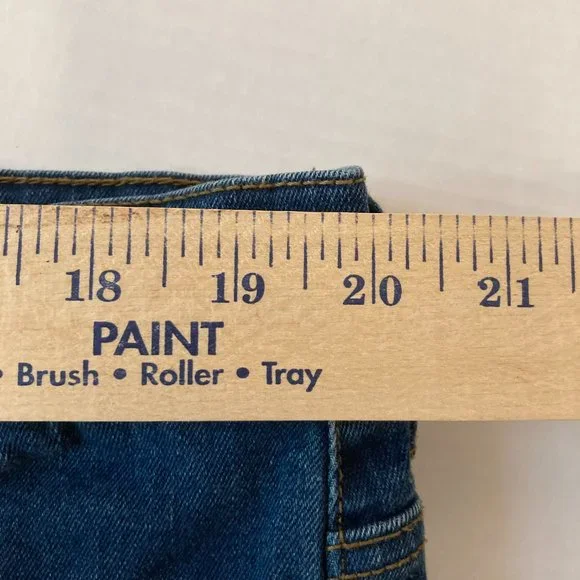 18 19 20 21
PAINT
• Brush • Roller • Tray